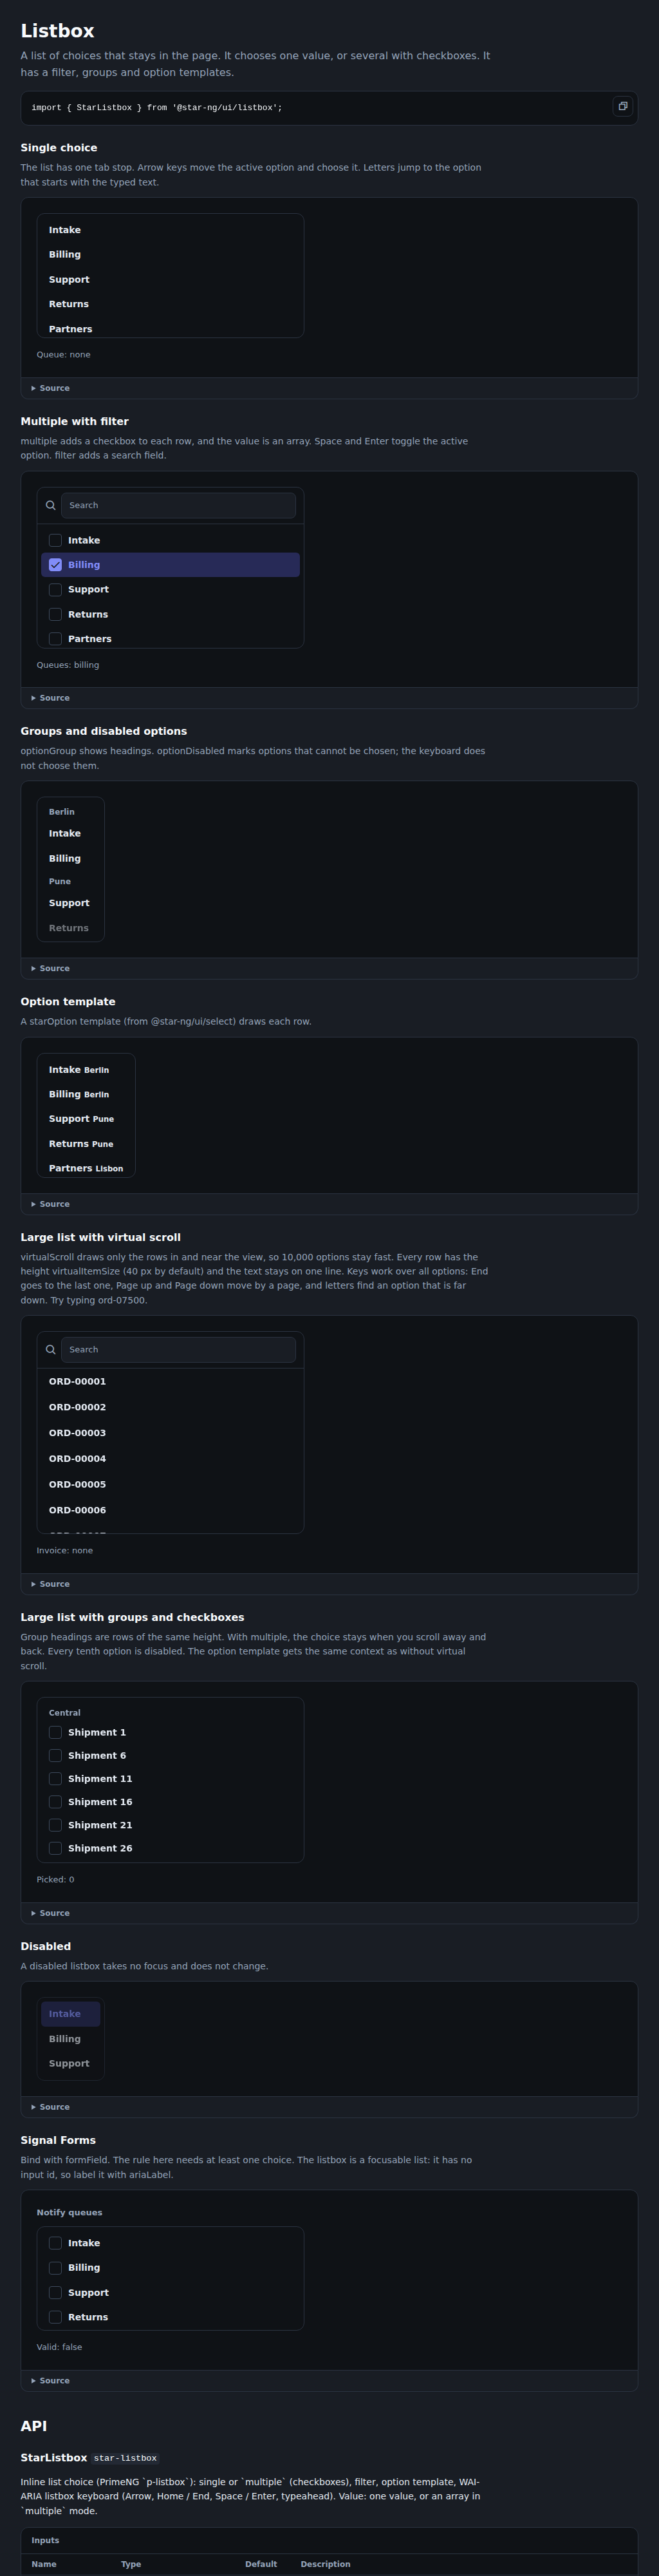 Listbox
A list of choices that stays in the page. It chooses one value, or several with checkboxes. It
has a filter, groups and option templates.
import { StarListbox } from '@star-ng/ui/listbox';
Single choice
The list has one tab stop. Arrow keys move the active option and choose it. Letters jump to the option
that starts with the typed text.
Intake
Billing
Support
Returns
Partners
Queue: none
Source
Multiple with filter
multiple adds a checkbox to each row, and the value is an array. Space and Enter toggle the active
option. filter adds a search field.
Search
Intake
Billing
Support
Returns
Partners
Queues: billing
Source
Groups and disabled options
optionGroup shows headings. optionDisabled marks options that cannot be chosen; the keyboard does
not choose them.
Berlin
Intake
Billing
Pune
Support
Returns
Source
Option template
A starOption template (from @star-ng/ui/select) draws each row.
Intake Berlin
Billing Berlin
Support Pune
Returns Pune
Partners Lisbon
Source
Large list with virtual scroll
virtualScroll draws only the rows in and near the view, so 10,000 options stay fast. Every row has the
height virtualItemSize (40 px by default) and the text stays on one line. Keys work over all options: End
goes to the last one, Page up and Page down move by a page, and letters find an option that is far
down. Try typing ord-07500.
Search
ORD-00001
ORD-00002
ORD-00003
ORD-00004
ORD-00005
ORD-00006
Invoice: none
Source
Large list with groups and checkboxes
Group headings are rows of the same height. With multiple, the choice stays when you scroll away and
back. Every tenth option is disabled. The option template gets the same context as without virtual
scroll.
Central
Shipment 1
Shipment 6
Shipment 11
Shipment 16
Shipment 21
Shipment 26
Picked: 0
Source
Disabled
A disabled listbox takes no focus and does not change.
Intake
Billing
Support
Source
Signal Forms
Bind with formField. The rule here needs at least one choice. The listbox is a focusable list: it has no
input id, so label it with ariaLabel.
Notify queues
Intake
Billing
Support
Returns
Valid: false
Source
API
StarListbox star-listbox
Inline list choice (PrimeNG `p-listbox`): single or `multiple` (checkboxes), filter, option template, WAI-
ARIA listbox keyboard (Arrow, Home / End, Space / Enter, typeahead). Value: one value, or an array in
`multiple` mode.
Inputs
Name Type Default Description